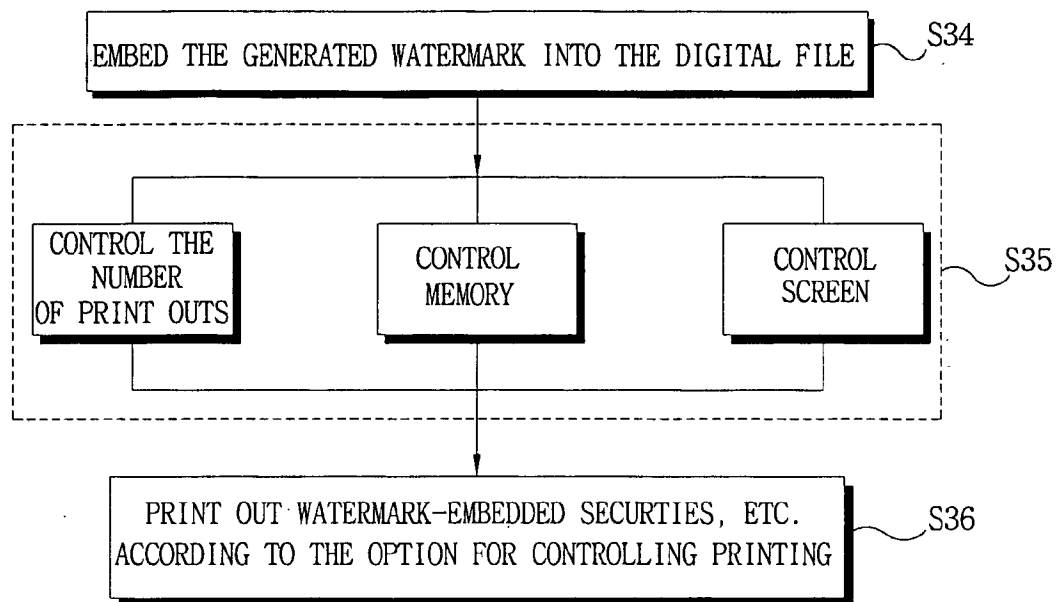 EMBED THE GENERATED WATERMARK INTO THE DIGITAL FILE
S34
CONTROL THE
NUMBER
OF PRINT OUTS
CONTROL
MEMORY
CONTROL
SCREEN
S35
PRINT OUT WATERMARK-EMBEDDED SECURTIES, ETC.
ACCORDING TO THE OPTION FOR CONTROLLING PRINTING
S36